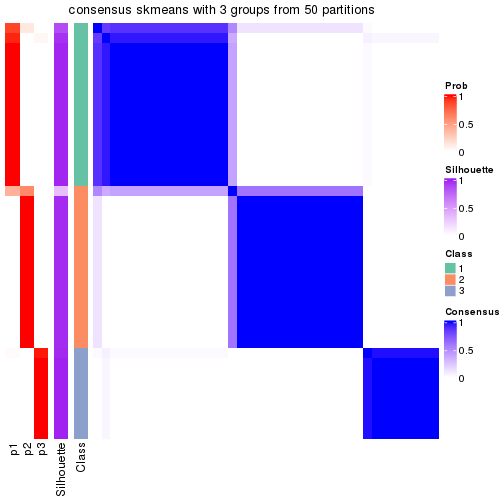 consensus skmeans with 3 groups from 50 partitions
Prob
1
0.5
0
Silhouette
1
0.5
0
Class
1
2
3
Consensus
1
0.5
0
p1
p2
p3
Silhouette
Class